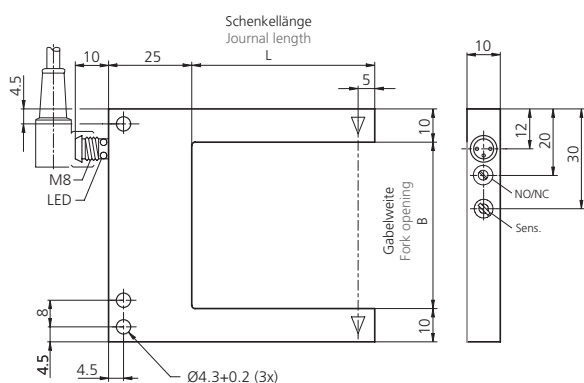 Schenkellänge
Journal length
10
25
L
10
4.5
5
10
12
20
30
M8
LED
Gabelweite
Fork opening
B
NO/NC
Sens.
8
4.5
10
4.5
Ø4.3+0.2 (3x)